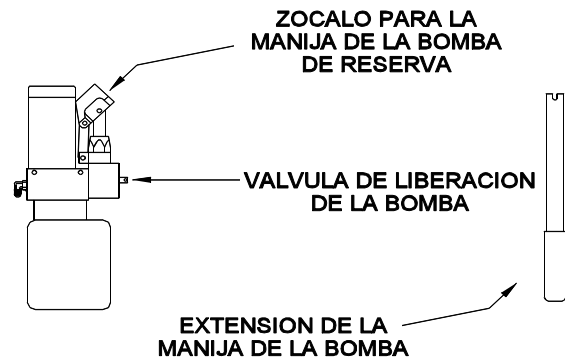 ZOCALO PARA LA
MANIJA DE LA BOMBA
DE RESERVA
VALVULA DE LIBERACION
DE LA BOMBA
EXTENSION DE LA
MANIJA DE LA BOMBA